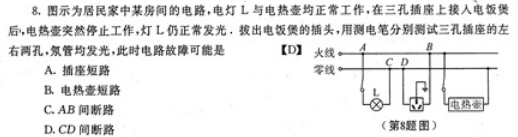 8. 图示为居民家中某房间的电路,电灯 L 与电热壶均正常工作,在三孔插座上接入电饭煲
后,电热壶突然停止工作,灯 L 仍正常发光。拔出电饭煲的插头,用测电笔分别测试三孔插座的左
右两孔,氖管均发光,此时电路故障可能是 【D】
A. 插座短路
B. 电热壶短路
C. AB 间断路
D. CD 间断路
火线 A B
零线 C D
L
电热壶
(第8题图)